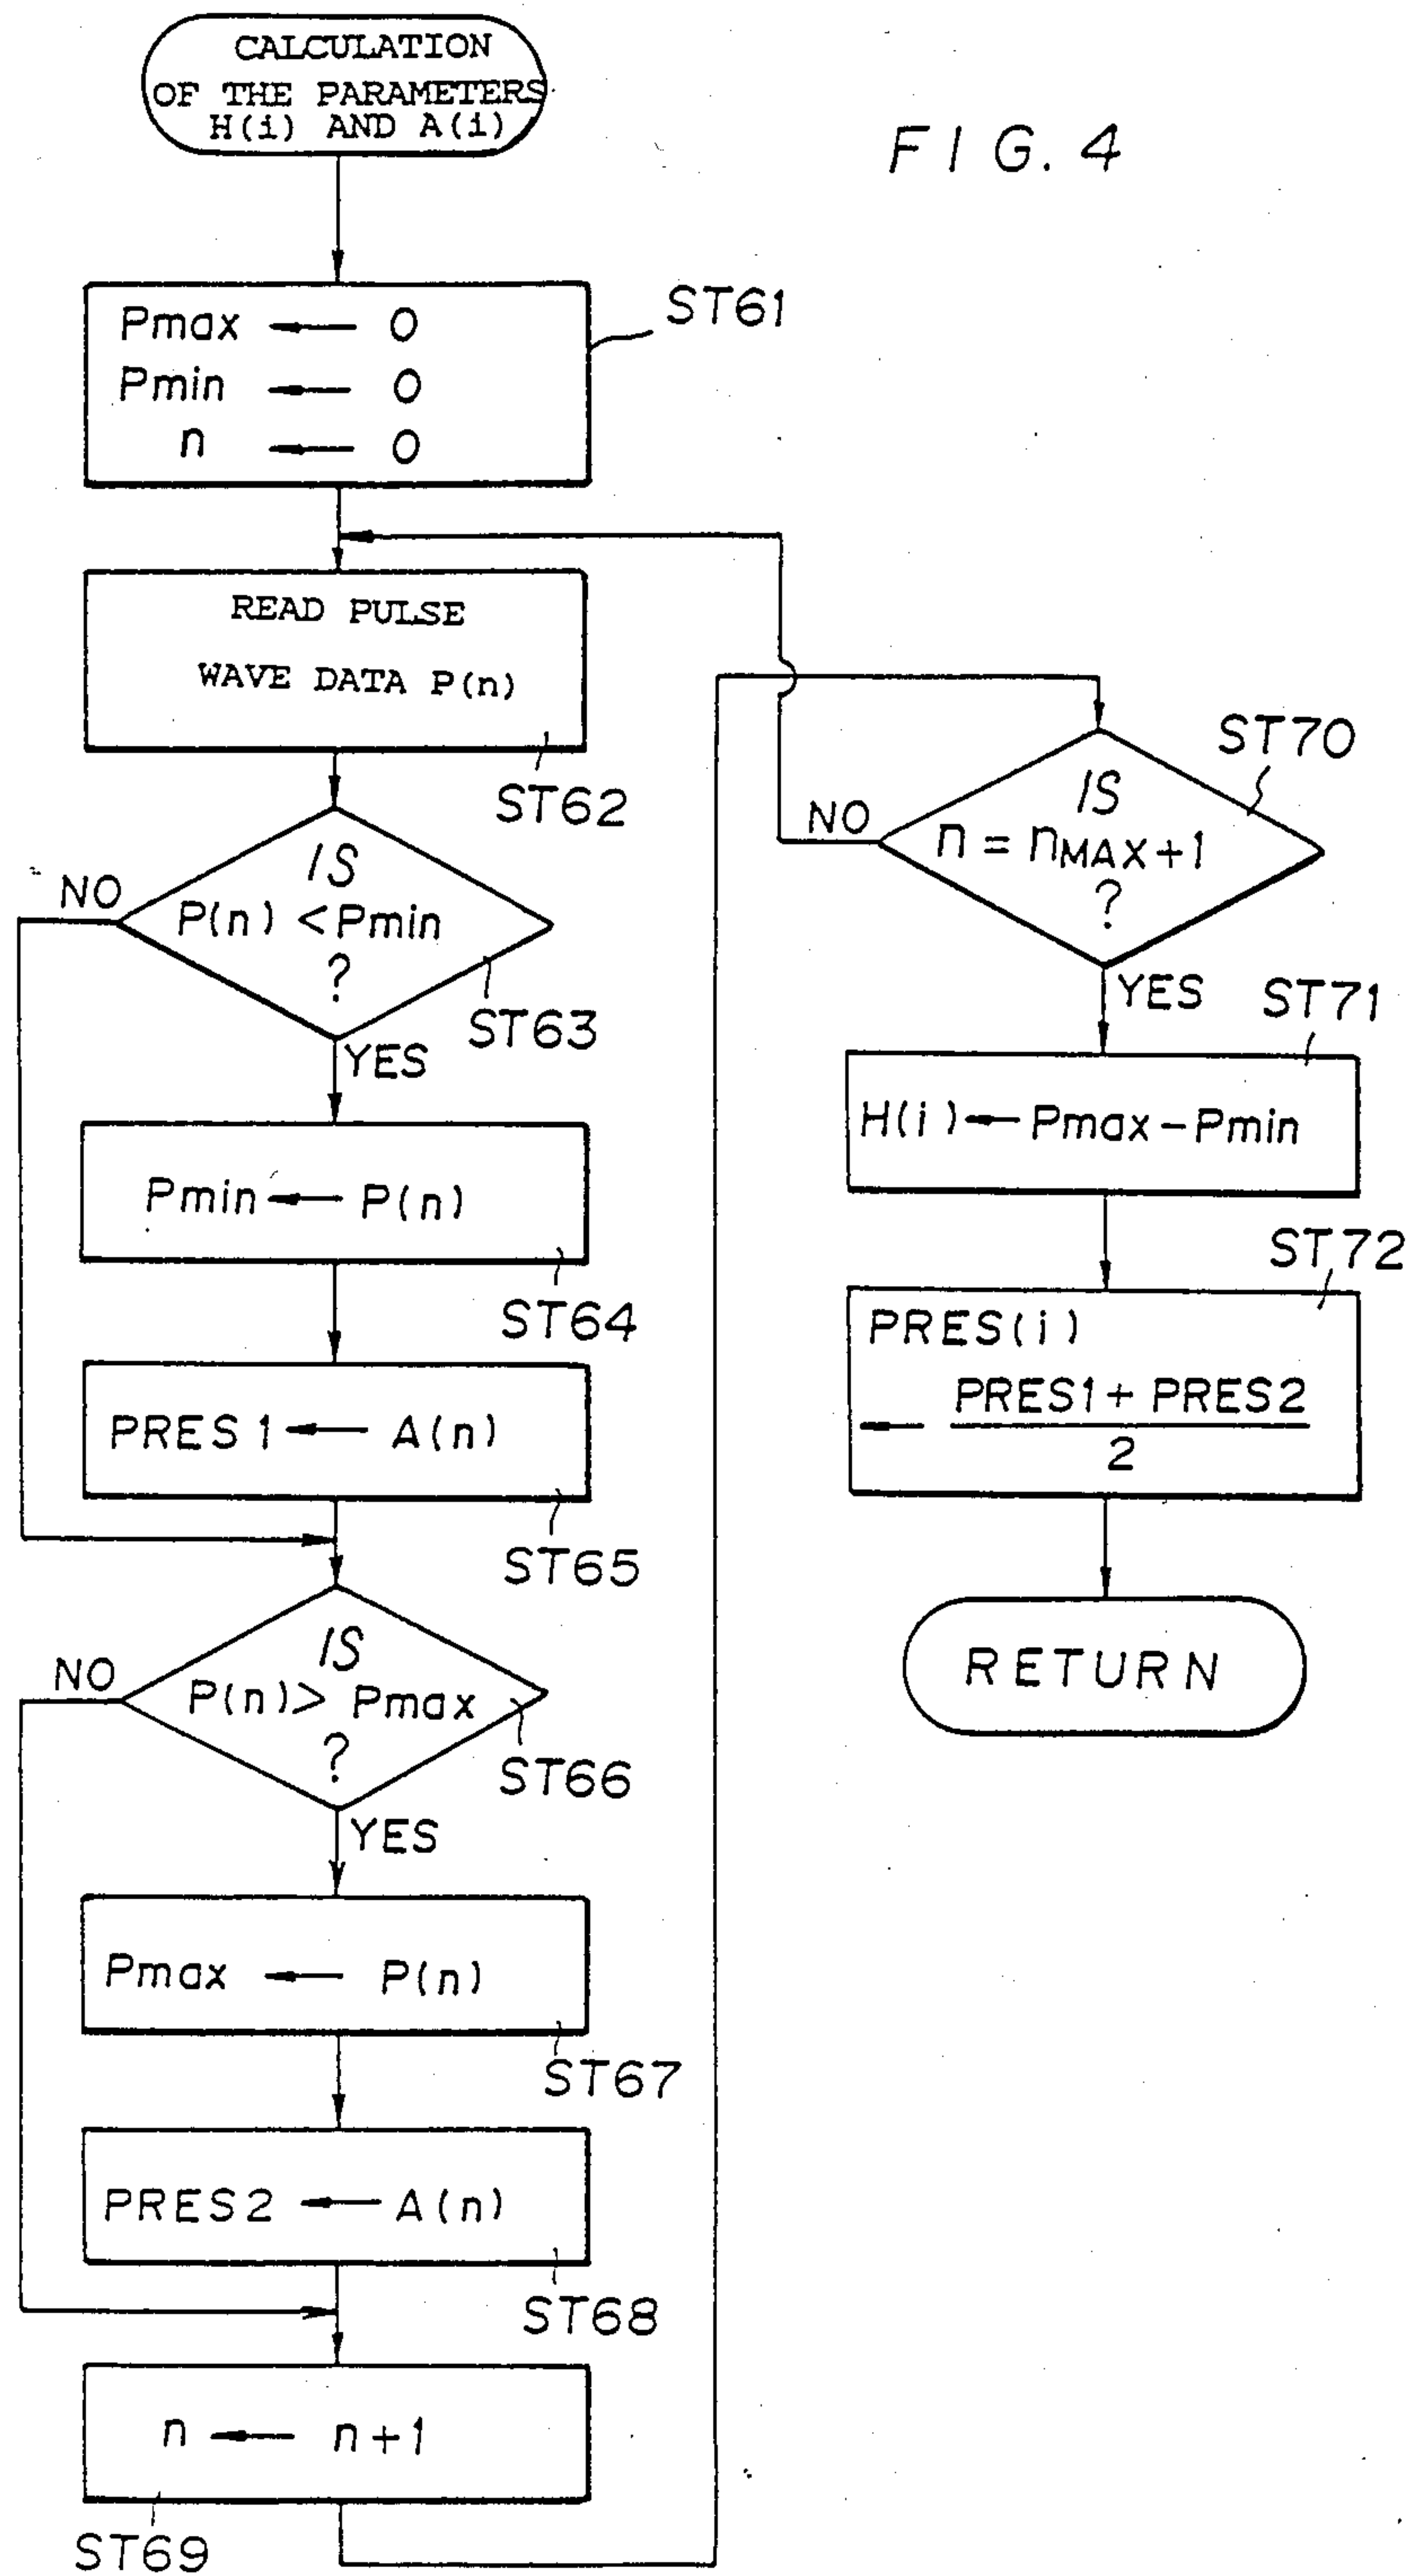 CALCULATION
OF THE PARAMETERS
H(i) AND A(i)
FIG. 4
Pmax ← 0
Pmin ← 0
n ← 0
ST61
READ PULSE
WAVE DATA P(n)
ST62
IS
P(n) < Pmin
?
NO
YES
ST63
Pmin ← P(n)
ST64
PRES1 ← A(n)
ST65
IS
P(n) > Pmax
?
NO
YES
ST66
Pmax ← P(n)
ST67
PRES2 ← A(n)
ST68
n ← n+1
ST69
IS
n = nMAX+1
?
NO
YES
ST70
H(i) ← Pmax − Pmin
ST71
PRES(i)
← PRES1 + PRES2
2
ST72
RETURN